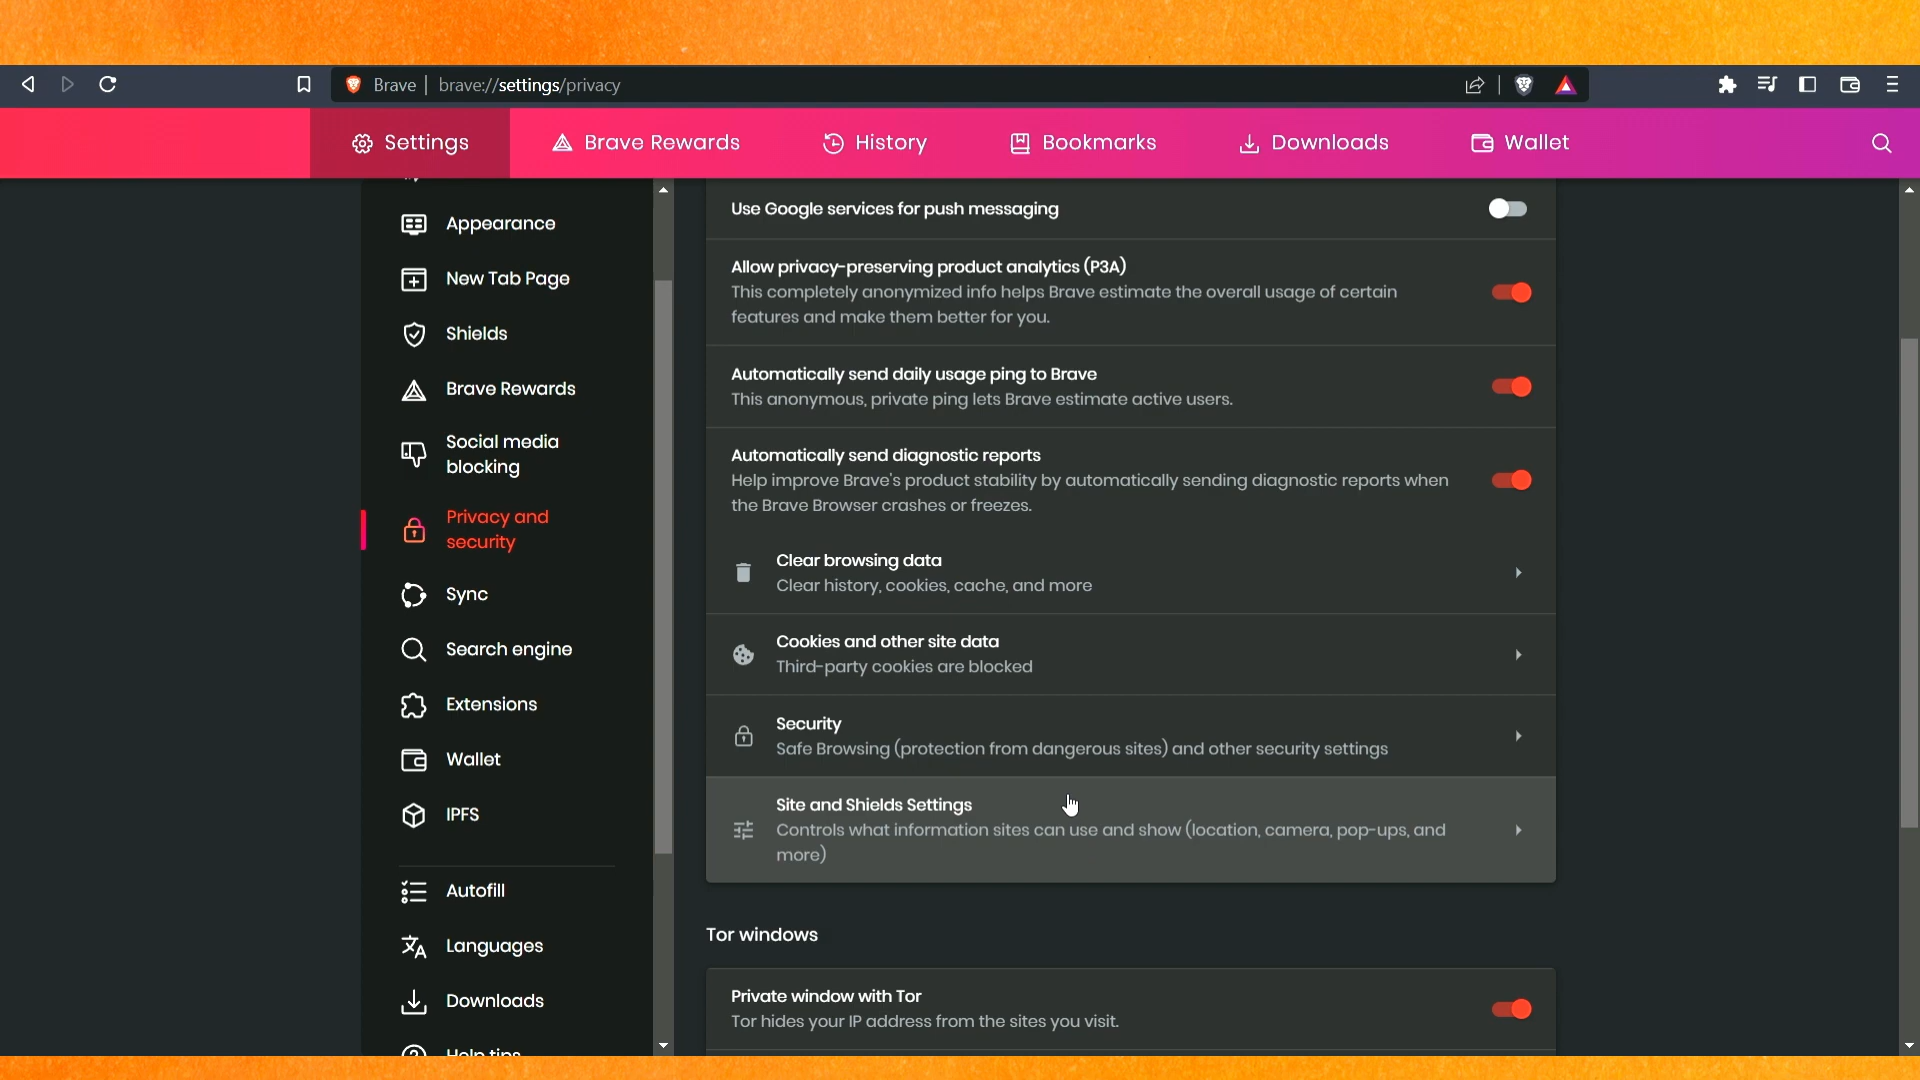 Brave | brave://settings/privacy
Settings
Brave Rewards
History
Bookmarks
Downloads
Wallet
Appearance
New Tab Page
Shields
Brave Rewards
Social media
blocking
Privacy and
security
Sync
Search engine
Extensions
Wallet
IPFS
Autofill
Languages
Downloads
Help tips
Use Google services for push messaging
Allow privacy-preserving product analytics (P3A)
This completely anonymized info helps Brave estimate the overall usage of certain
features and make them better for you.
Automatically send daily usage ping to Brave
This anonymous, private ping lets Brave estimate active users.
Automatically send diagnostic reports
Help improve Brave's product stability by automatically sending diagnostic reports when
the Brave Browser crashes or freezes.
Clear browsing data
Clear history, cookies, cache, and more
Cookies and other site data
Third-party cookies are blocked
Security
Safe Browsing (protection from dangerous sites) and other security settings
Site and Shields Settings
Controls what information sites can use and show (location, camera, pop-ups, and
more)
Tor windows
Private window with Tor
Tor hides your IP address from the sites you visit.